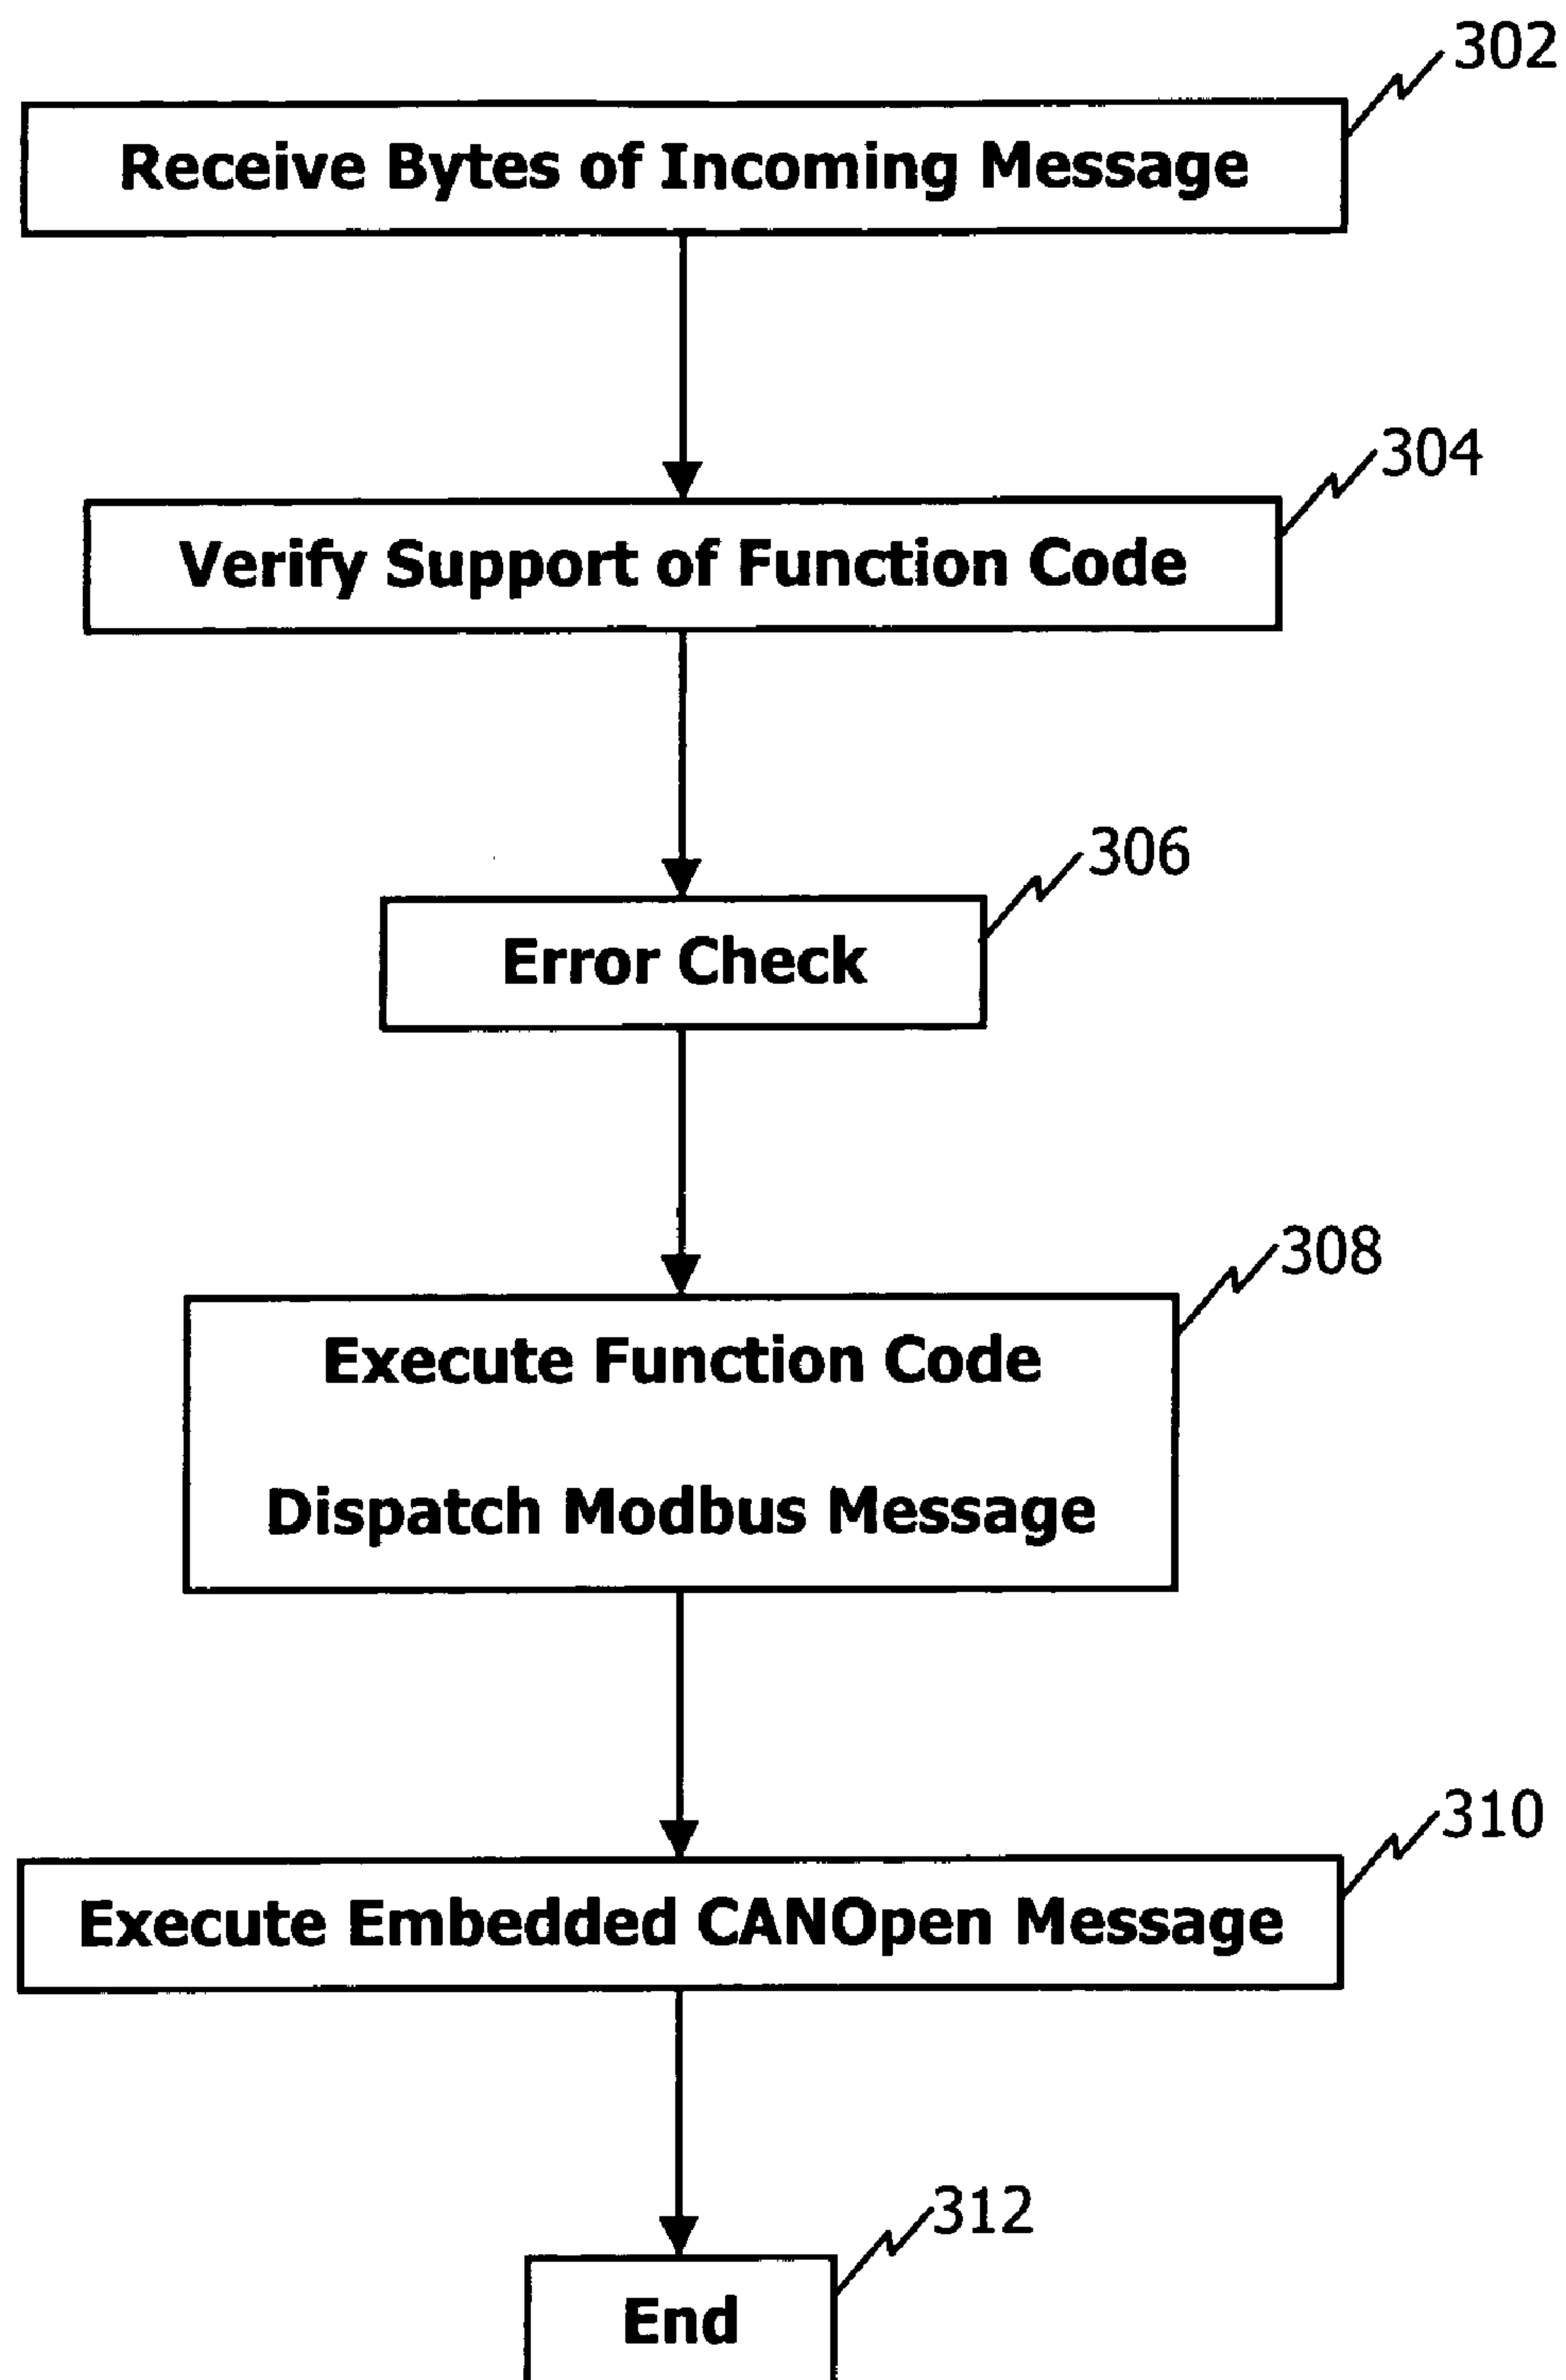 302
Receive Bytes of Incoming Message
304
Verify Support of Function Code
306
Error Check
308
Execute Function Code
Dispatch Modbus Message
310
Execute Embedded CANOpen Message
312
End